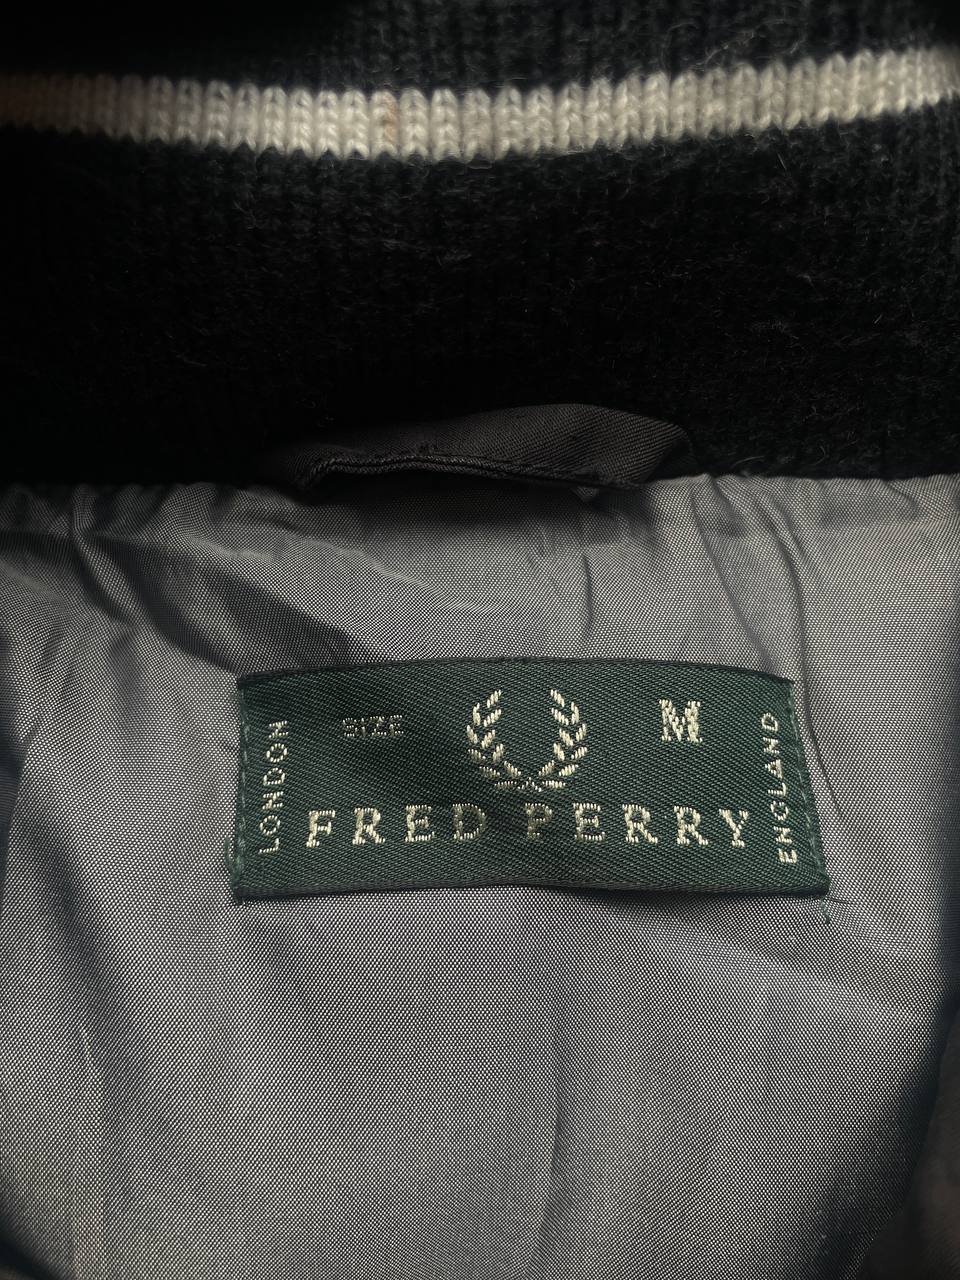 LONDON
SIZE M
FRED PERRY
ENGLAND